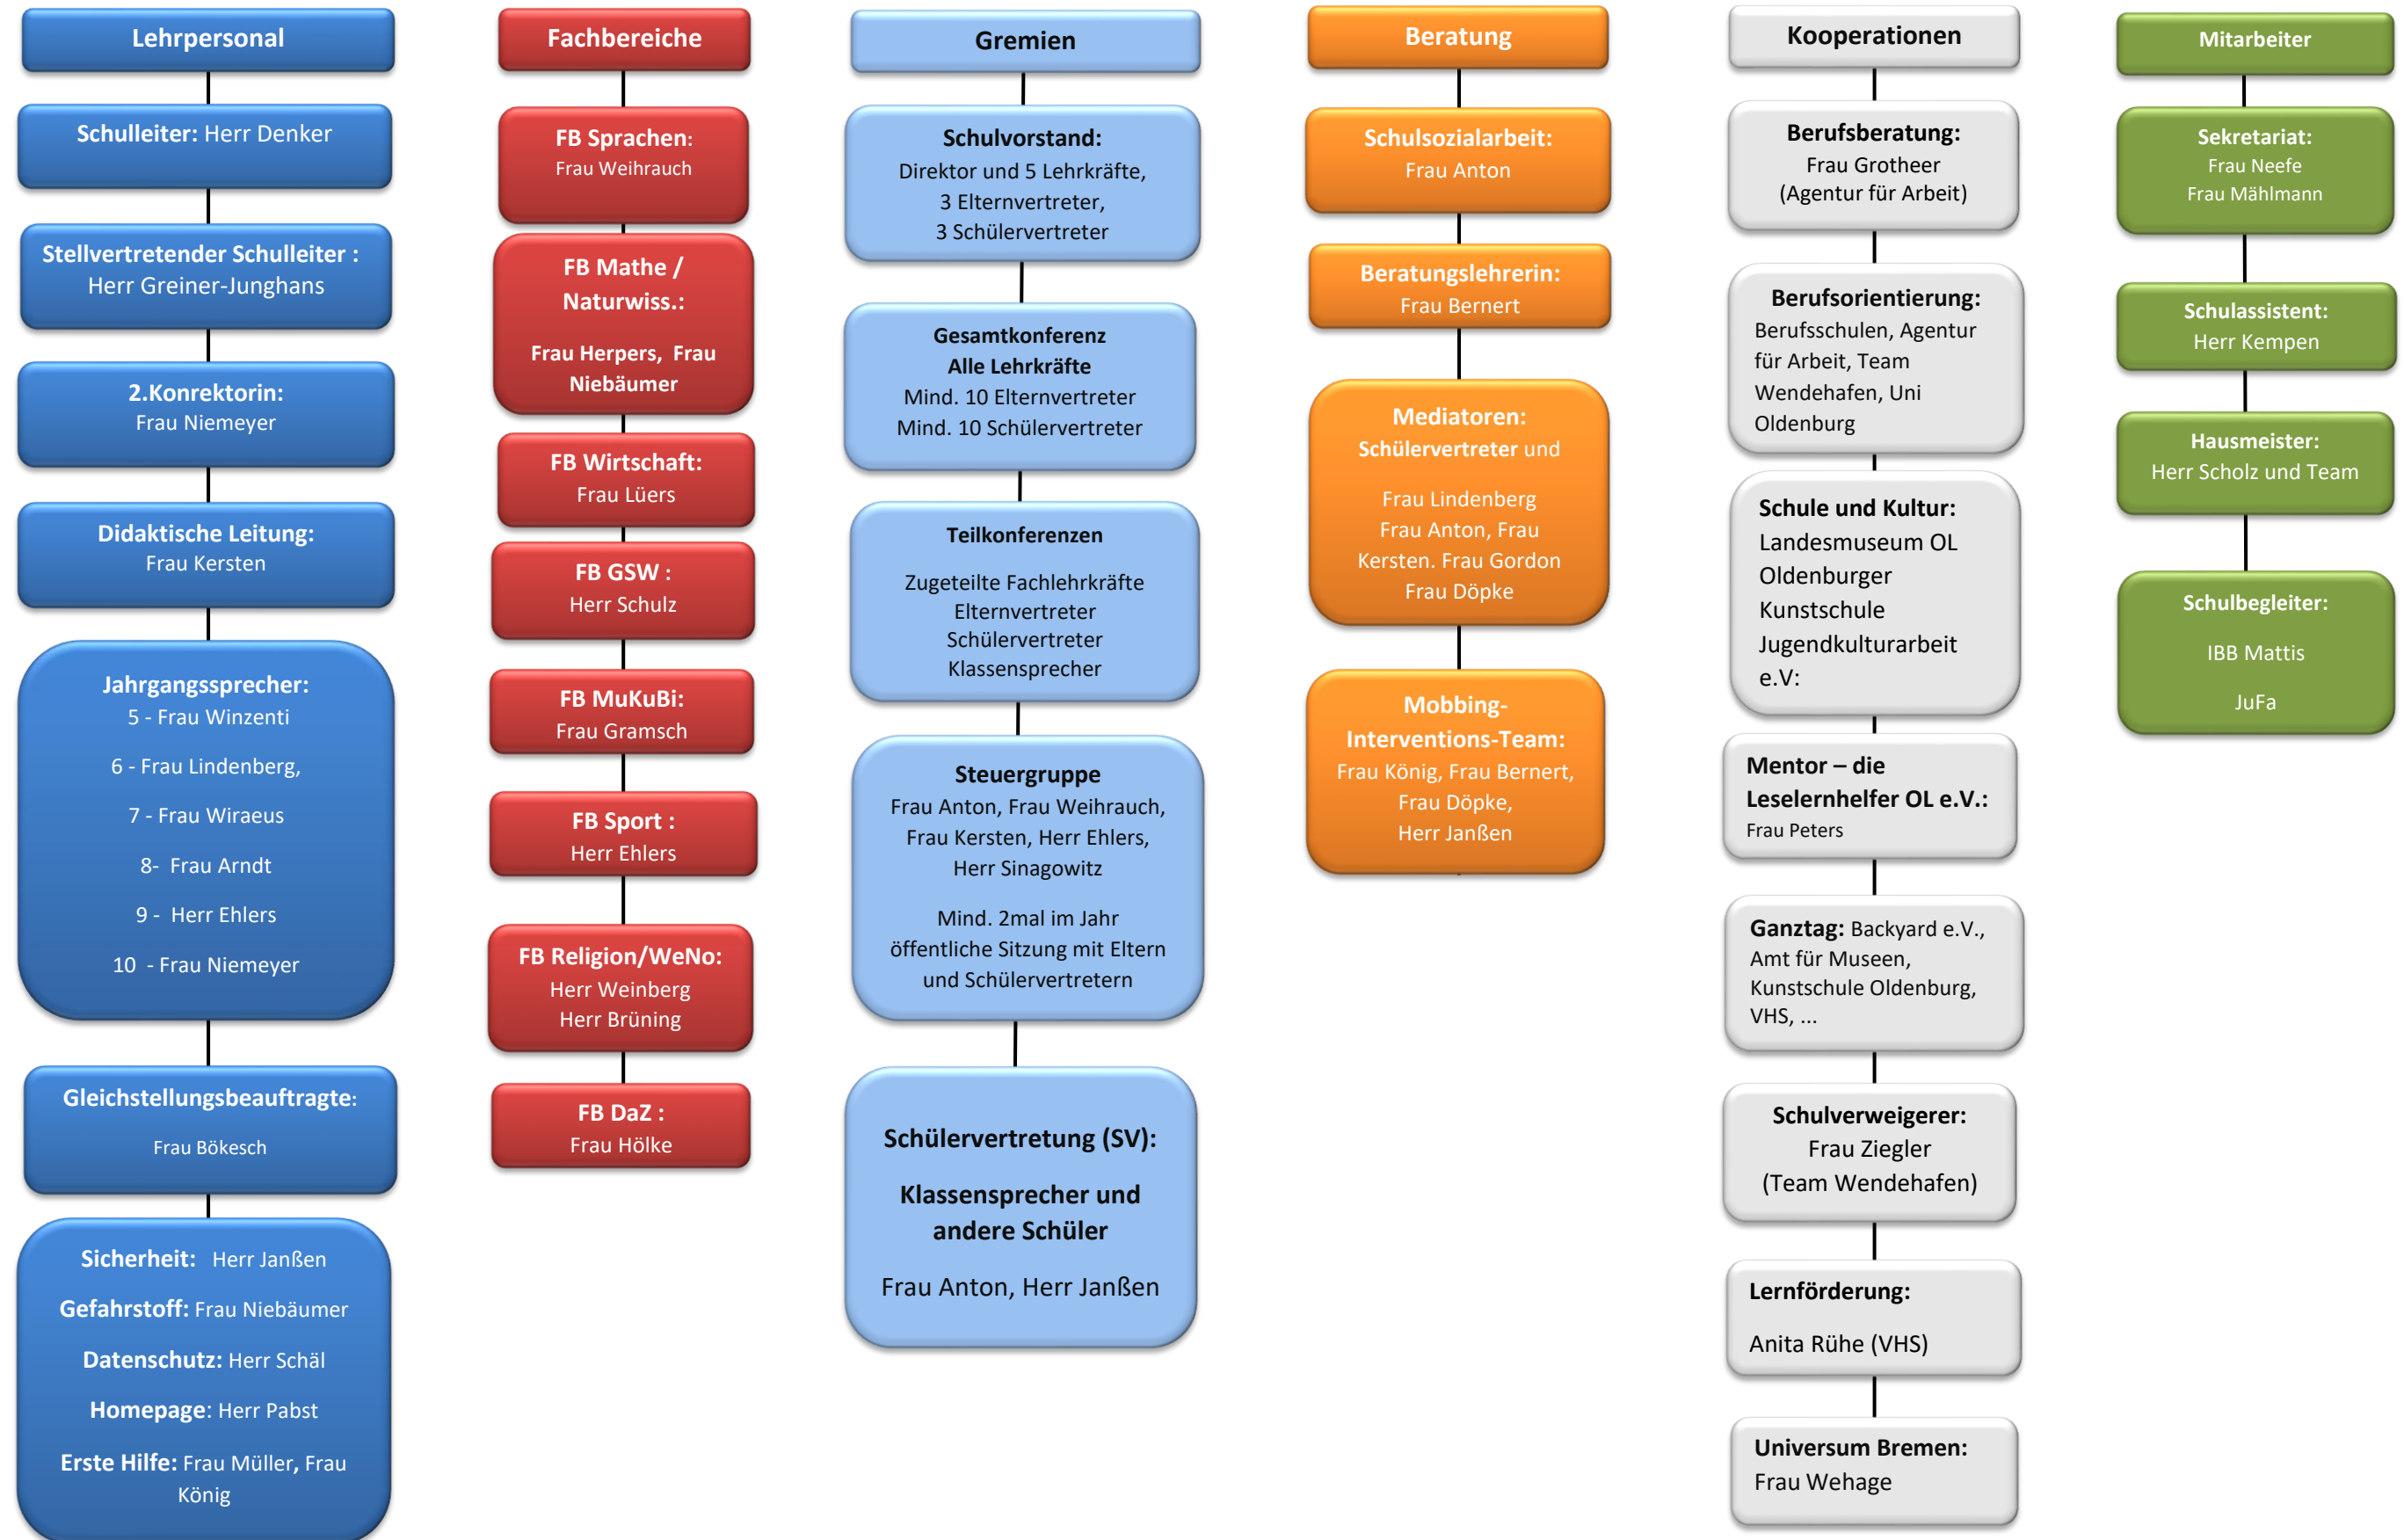 Lehrpersonal
Schulleiter: Herr Denker
Stellvertretender Schulleiter :
Herr Greiner-Junghans
2.Konrektorin:
Frau Niemeyer
Didaktische Leitung:
Frau Kersten
Jahrgangssprecher:
5 - Frau Winzenti
6 - Frau Lindenberg,
7 - Frau Wiraeus
8- Frau Arndt
9 - Herr Ehlers
10 - Frau Niemeyer
Gleichstellungsbeauftragte:
Frau Bökesch
Sicherheit: Herr Janßen
Gefahrstoff: Frau Niebäumer
Datenschutz: Herr Schäl
Homepage: Herr Pabst
Erste Hilfe: Frau Müller, Frau
König
Fachbereiche
FB Sprachen:
Frau Weihrauch
FB Mathe /
Naturwiss.:
Frau Herpers, Frau
Niebäumer
FB Wirtschaft:
Frau Lüers
FB GSW :
Herr Schulz
FB MuKuBi:
Frau Gramsch
FB Sport :
Herr Ehlers
FB Religion/WeNo:
Herr Weinberg
Herr Brüning
FB DaZ :
Frau Hölke
Gremien
Schulvorstand:
Direktor und 5 Lehrkräfte,
3 Elternvertreter,
3 Schülervertreter
Gesamtkonferenz
Alle Lehrkräfte
Mind. 10 Elternvertreter
Mind. 10 Schülervertreter
Teilkonferenzen
Zugeteilte Fachlehrkräfte
Elternvertreter
Schülervertreter
Klassensprecher
Steuergruppe
Frau Anton, Frau Weihrauch,
Frau Kersten, Herr Ehlers,
Herr Sinagowitz
Mind. 2mal im Jahr
öffentliche Sitzung mit Eltern
und Schülervertretern
Schülervertretung (SV):
Klassensprecher und
andere Schüler
Frau Anton, Herr Janßen
Beratung
Schulsozialarbeit:
Frau Anton
Beratungslehrerin:
Frau Bernert
Mediatoren:
Schülervertreter und
Frau Lindenberg
Frau Anton, Frau
Kersten. Frau Gordon
Frau Döpke
Mobbing-
Interventions-Team:
Frau König, Frau Bernert,
Frau Döpke,
Herr Janßen
Kooperationen
Berufsberatung:
Frau Grotheer
(Agentur für Arbeit)
Berufsorientierung:
Berufsschulen, Agentur
für Arbeit, Team
Wendehafen, Uni
Oldenburg
Schule und Kultur:
Landesmuseum OL
Oldenburger
Kunstschule
Jugendkulturarbeit
e.V:
Mentor – die
Leselernhelfer OL e.V.:
Frau Peters
Ganztag: Backyard e.V.,
Amt für Museen,
Kunstschule Oldenburg,
VHS, ...
Schulverweigerer:
Frau Ziegler
(Team Wendehafen)
Lernförderung:
Anita Rühe (VHS)
Universum Bremen:
Frau Wehage
Mitarbeiter
Sekretariat:
Frau Neefe
Frau Mählmann
Schulassistent:
Herr Kempen
Hausmeister:
Herr Scholz und Team
Schulbegleiter:
IBB Mattis
JuFa